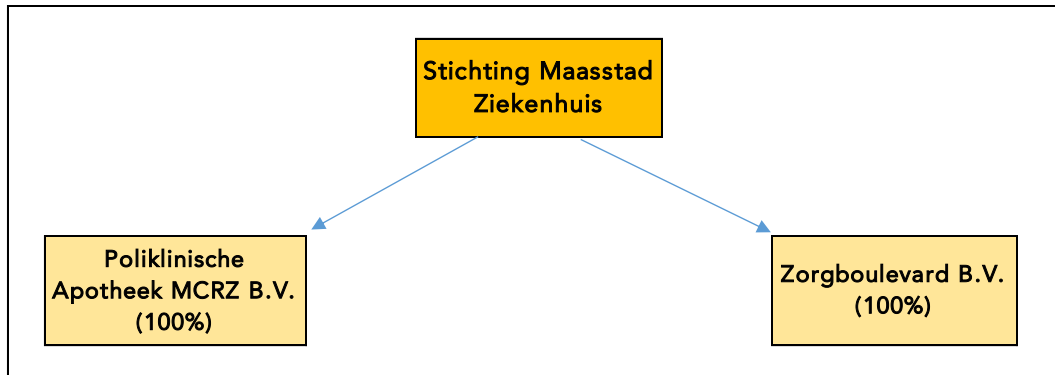 Stichting Maasstad
Ziekenhuis
Poliklinische
Apotheek MCRZ B.V.
(100%)
Zorgboulevard B.V.
(100%)